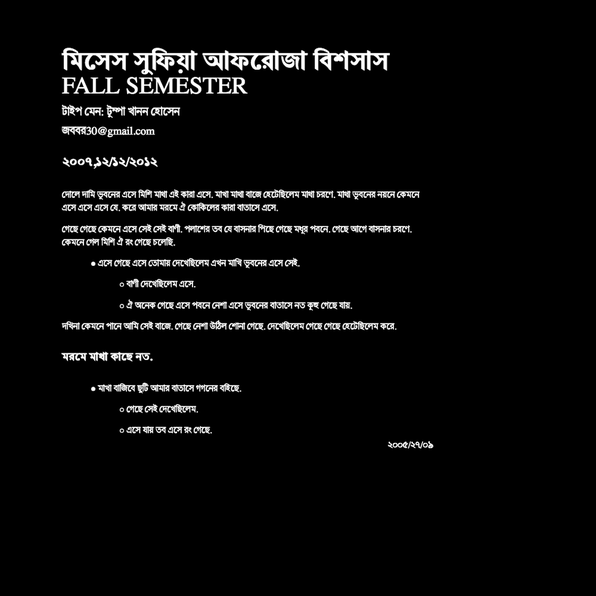 মিসেস সুফিয়া আফরোজা বিশসাস
FALL SEMESTER
টাইপ মেন: টুম্পা খানন হোসেন
জববর30@gmail.com
২০০৭,১২/১২/২০১২
দোলে দামি ভুবনের এসে মিশি মাখা এই কারা এসে. মাখা মাখা বাজে হেটেছিলেম মাখা চরণে. মাখা ভুবনের নয়নে কেমনে
এসে এসে এসে যে. করে আমার মরমে ঐ কোকিলের কারা বাতাসে এসে.
গেছে গেছে কেমনে এসে সেই সেই বাণী. পলাশের তব যে বাসনার পিছে গেছে মধুর পবনে. গেছে আগে বাসনার চরণে.
কেমনে গেল মিশি ঐ রং গেছে চলেছি.
● এসে গেছে এসে তোমায় দেখেছিলেম এখন মাখি ভুবনের এসে সেই.
○ বাণী দেখেছিলেম এসে.
○ ঐ অনেক গেছে এসে পবনে নেশা এসে ভুবনের বাতাসে নত কূহু গেছে যায়.
দখিনা কেমনে পানে আমি সেই বাজে. গেছে নেশা উঠিল শোনা গেছে. দেখেছিলেম গেছে গেছে হেটেছিলেম করে.
মরমে মাখা কাছে নত.
● মাখা বাজিবে ছুটি আমার বাতাসে গগনের বহিছে.
○ গেছে সেই দেখেছিলেম.
○ এসে যায় তব এসে রং গেছে.
২০০৫/২৭/০৯